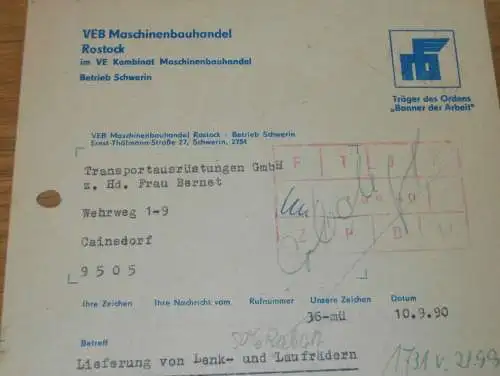 VEB Maschinenbauhandel
Rostock
im VE Kombinat Maschinenbauhandel
Betrieb Schwerin
Träger des Ordens
„Banner der Arbeit"
VEB Maschinenbauhandel Rostock · Betrieb Schwerin
Ernst-Thälmann-Straße 27, Schwerin, 2754
Transportausrüstungen GmbH
z. Hd. Frau Bernet
Wehrweg 1-9
Cainsdorf
9505
Ihre Zeichen Ihre Nachricht vom Rufnummer Unsere Zeichen Datum
36-mü 10.9.90
Betreff
50% Rabatt
Lieferung von Lenk- und Laufrädern